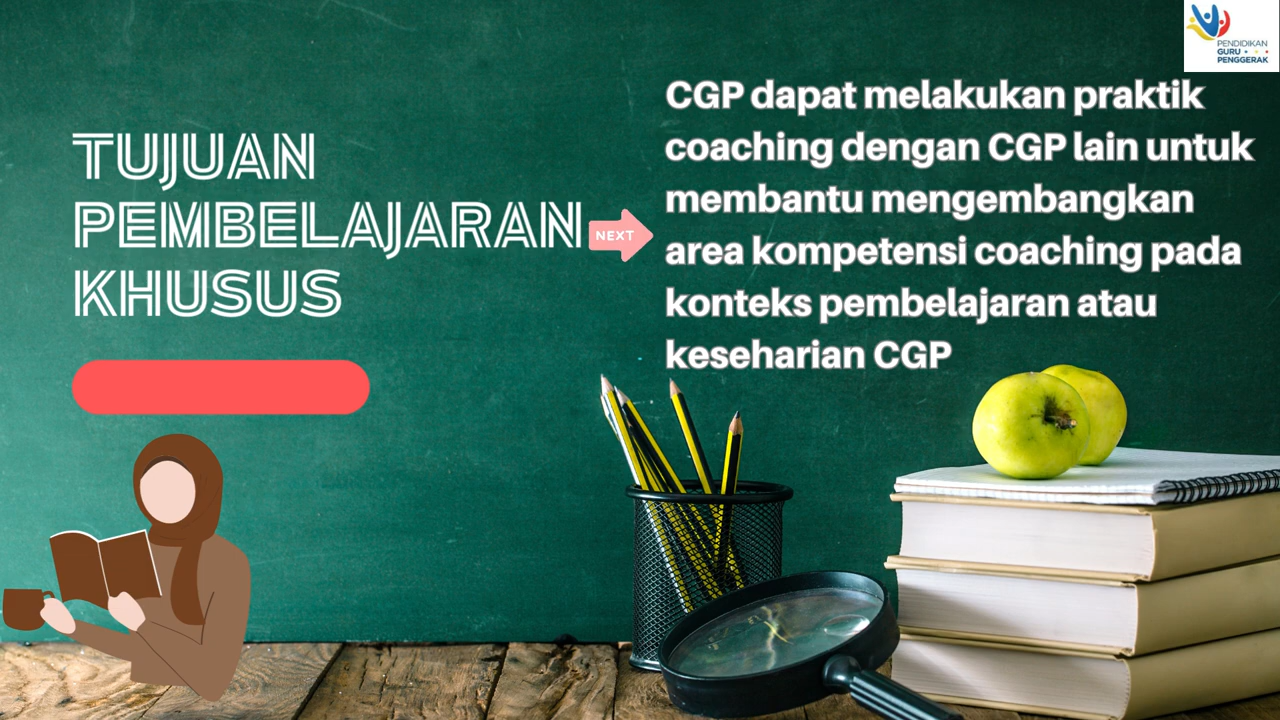 TUJUAN
PEMBELAJARAN
KHUSUS
NEXT
CGP dapat melakukan praktik
coaching dengan CGP lain untuk
membantu mengembangkan
area kompetensi coaching pada
konteks pembelajaran atau
keseharian CGP
PENDIDIKAN
GURU
PENGGERAK